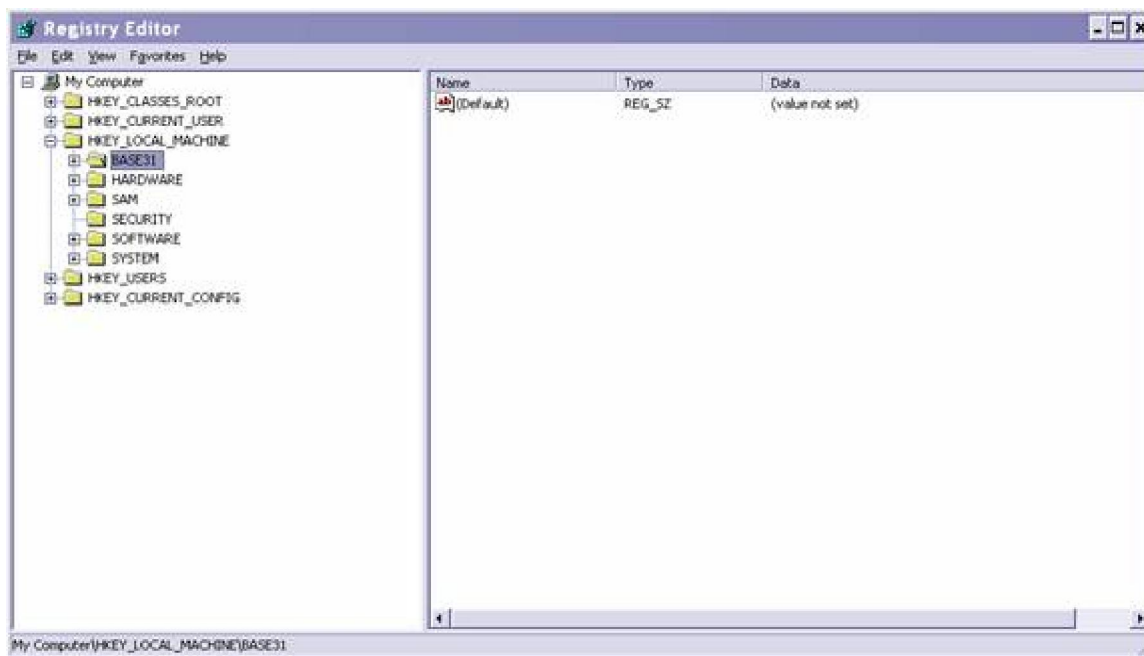 Registry Editor
File Edit View Favorites Help
My Computer
HKEY_CLASSES_ROOT
HKEY_CURRENT_USER
HKEY_LOCAL_MACHINE
BASE31
HARDWARE
SAM
SECURITY
SOFTWARE
SYSTEM
HKEY_USERS
HKEY_CURRENT_CONFIG
Name Type Data
ab (Default) REG_SZ (value not set)
My Computer\HKEY_LOCAL_MACHINE\BASE31